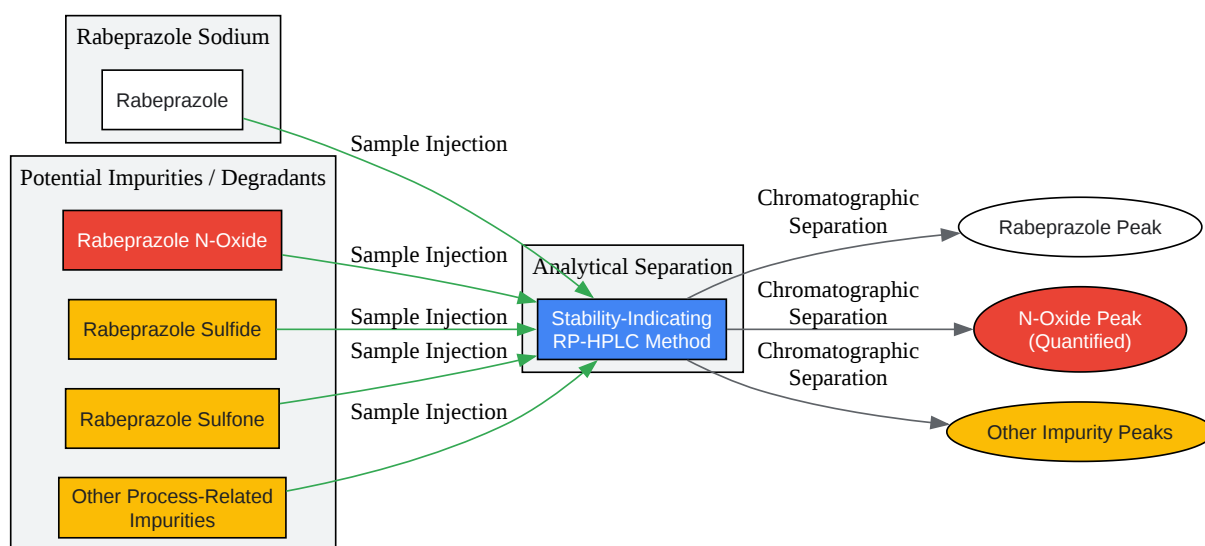 Rabeprazole Sodium
Rabeprazole
Potential Impurities / Degradants
Rabeprazole N-Oxide
Rabeprazole Sulfide
Rabeprazole Sulfone
Other Process-Related
Impurities
Sample Injection
Sample Injection
Sample Injection
Sample Injection
Sample Injection
Analytical Separation
Stability-Indicating
RP-HPLC Method
Chromatographic
Separation
Chromatographic
Separation
Chromatographic
Separation
Rabeprazole Peak
N-Oxide Peak
(Quantified)
Other Impurity Peaks